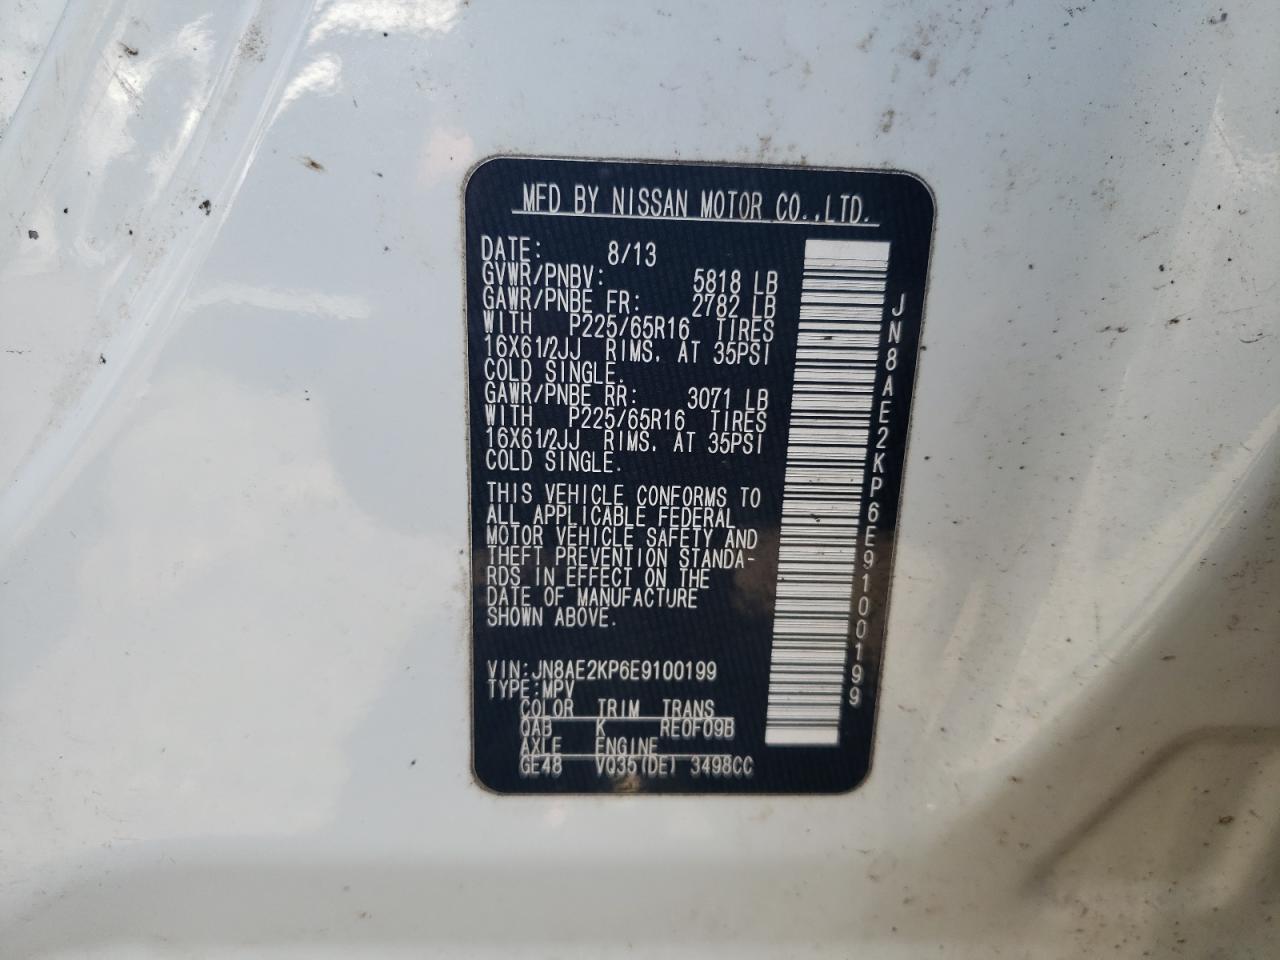 MFD BY NISSAN MOTOR CO.,LTD.
DATE: 8/13
GVWR/PNBV: 5818 LB
GAWR/PNBE FR: 2782 LB
WITH P225/65R16 TIRES
16X61/2JJ RIMS. AT 35PSI
COLD SINGLE.
GAWR/PNBE RR: 3071 LB
WITH P225/65R16 TIRES
16X61/2JJ RIMS. AT 35PSI
COLD SINGLE.
THIS VEHICLE CONFORMS TO
ALL APPLICABLE FEDERAL
MOTOR VEHICLE SAFETY AND
THEFT PREVENTION STANDA-
RDS IN EFFECT ON THE
DATE OF MANUFACTURE
SHOWN ABOVE.
VIN:JN8AE2KP6E9100199
TYPE:MPV
COLOR TRIM TRANS
QAB K RE0F09B
AXLE ENGINE
GE48 VQ35(DE) 3498CC
JN8AE2KP6E9100199